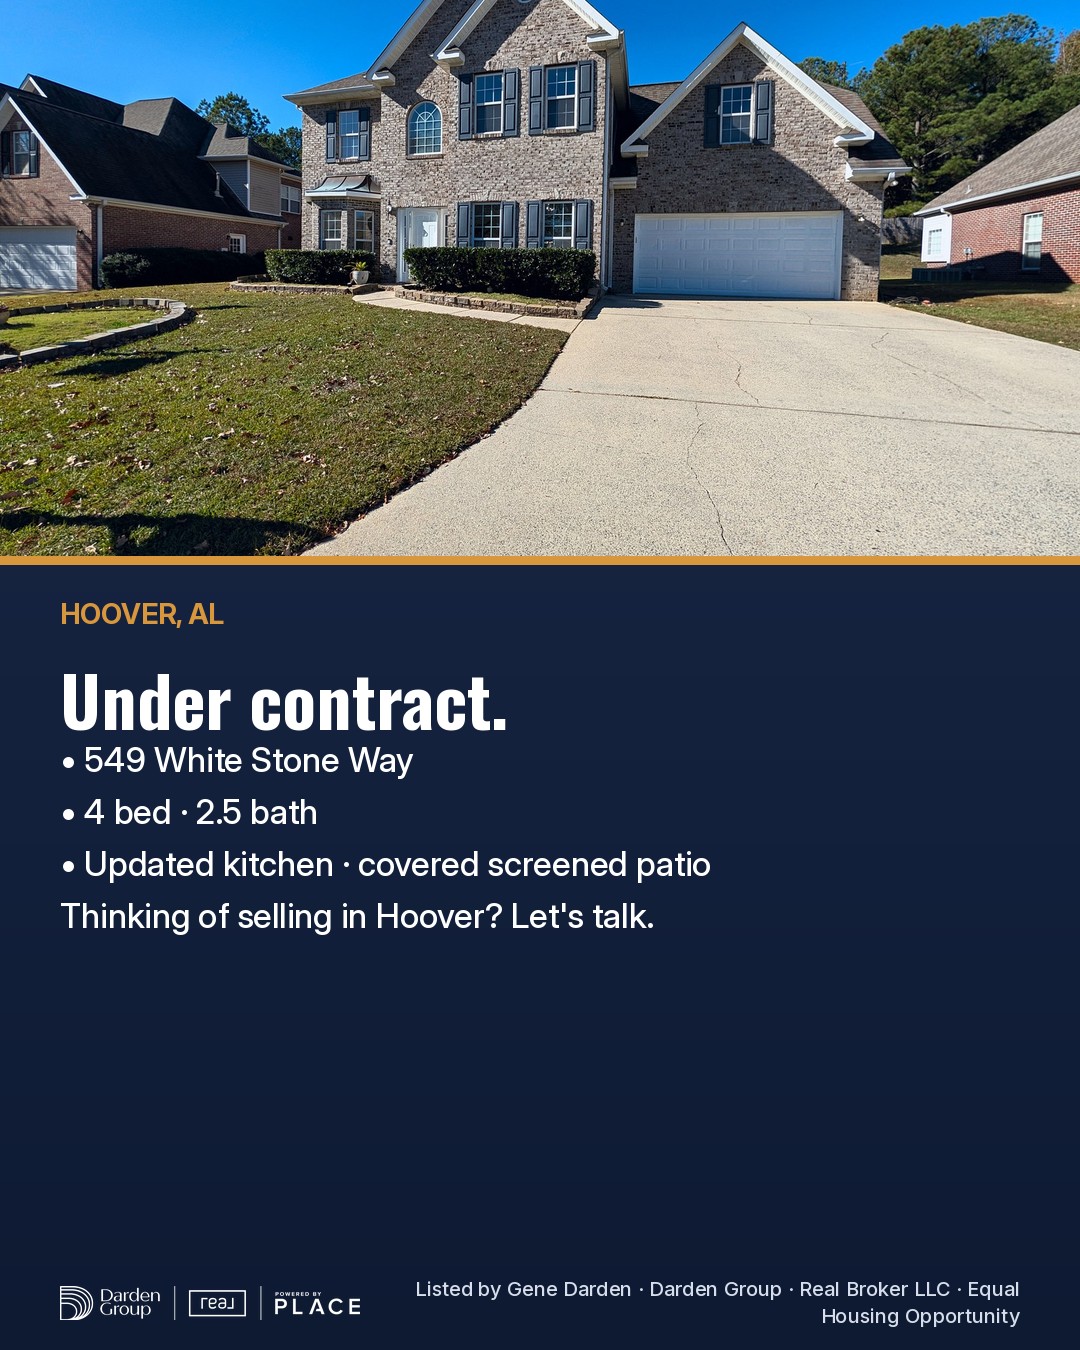 HOOVER, AL
Under contract.
• 549 White Stone Way
• 4 bed · 2.5 bath
• Updated kitchen · covered screened patio
Thinking of selling in Hoover? Let's talk.
Darden
Group
real
POWERED BY
PLACE
Listed by Gene Darden · Darden Group · Real Broker LLC · Equal
Housing Opportunity